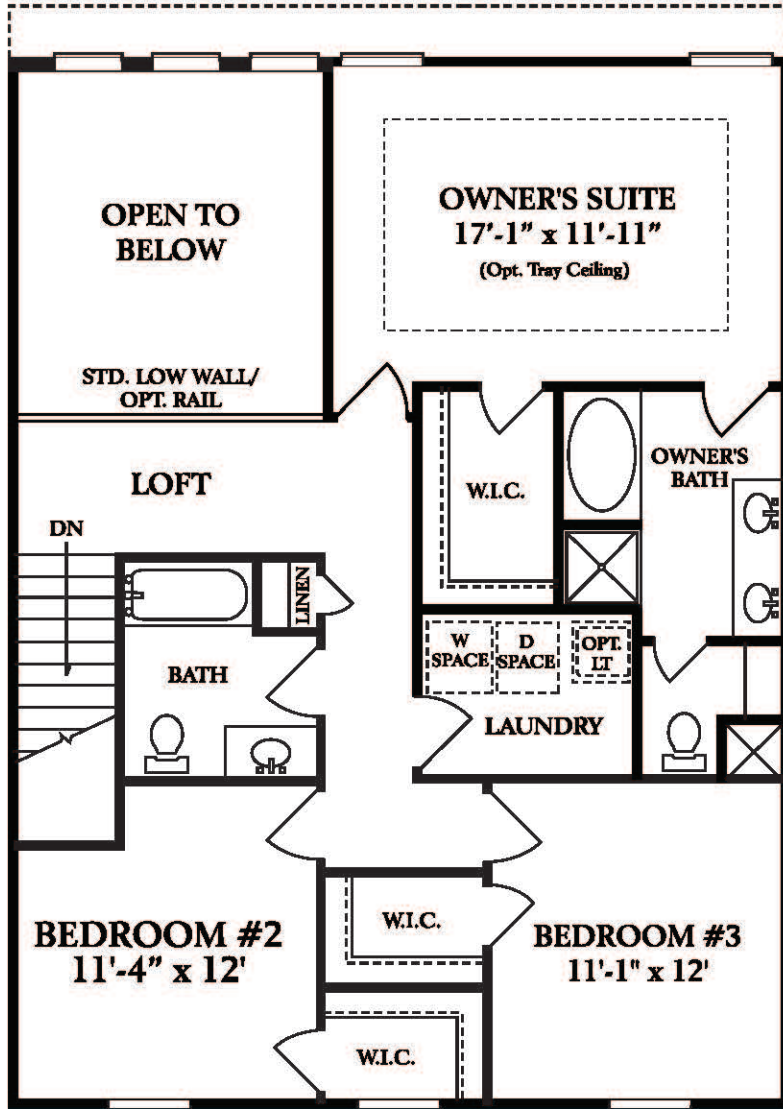 OPEN TO
BELOW
OWNER'S SUITE
17'-1" x 11'-11"
(Opt. Tray Ceiling)
STD. LOW WALL/
OPT. RAIL
LOFT
DN
W.I.C.
OWNER'S
BATH
LINEN
BATH
W
SPACE
D
SPACE
OPT.
LT
LAUNDRY
BEDROOM #2
11'-4" x 12'
W.I.C.
BEDROOM #3
11'-1" x 12'
W.I.C.